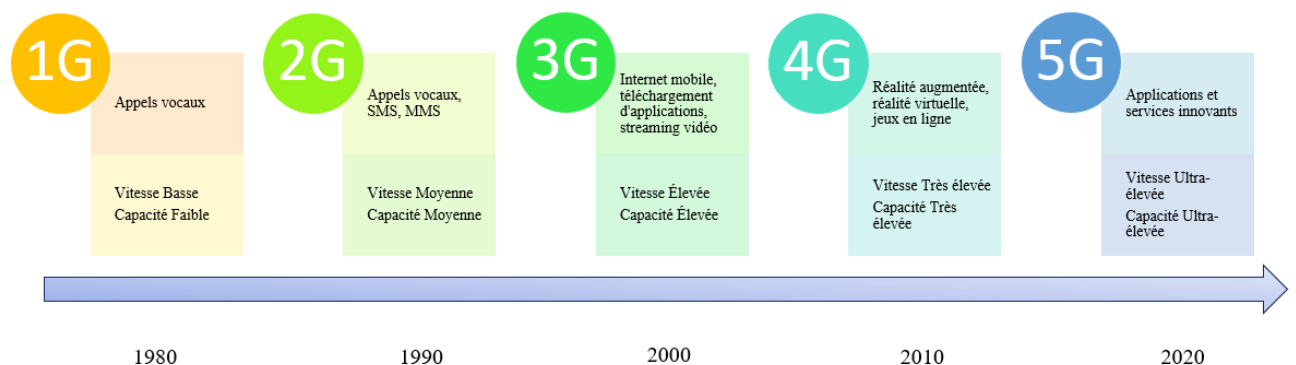 1G
Appels vocaux
Vitesse Basse
Capacité Faible
2G
Appels vocaux,
SMS, MMS
Vitesse Moyenne
Capacité Moyenne
3G
Internet mobile,
téléchargement
d'applications,
streaming vidéo
Vitesse Élevée
Capacité Élevée
4G
Réalité augmentée,
réalité virtuelle,
jeux en ligne
Vitesse Très élevée
Capacité Très
élevée
5G
Applications et
services innovants
Vitesse Ultra-
élevée
Capacité Ultra-
élevée
1980
1990
2000
2010
2020